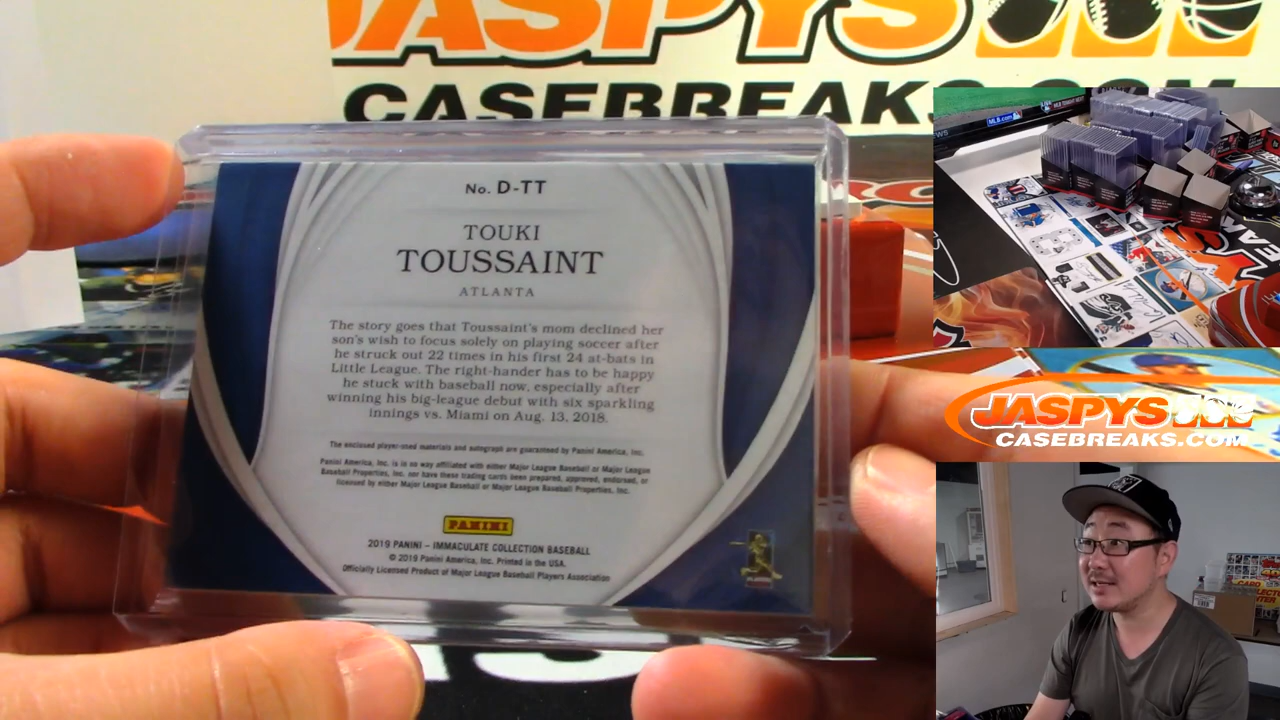 JASPYS
CASEBREAKS.COM
No. D-TT
TOUKI
TOUSSAINT
ATLANTA
The story goes that Toussaint's mom declined her
son's wish to focus solely on playing soccer after
he struck out 22 times in his first 24 at-bats in
Little League. The right-hander has to be happy
he stuck with baseball now, especially after
winning his big-league debut with six sparkling
innings vs. Miami on Aug. 13, 2018.
The enclosed player-used materials and autograph are guaranteed by Panini America, Inc.
Panini America, Inc. is in no way affiliated with either Major League Baseball or Major League
Baseball Properties, Inc. nor have these trading cards been prepared, approved, endorsed, or
licensed by either Major League Baseball or Major League Baseball Properties, Inc.
PANINI
2019 PANINI - IMMACULATE COLLECTION BASEBALL
© 2019 Panini America, Inc. Printed in the USA.
Officially Licensed Product of Major League Baseball Players Association
PLAYERS
MLB.com
JASPYS
CASEBREAKS.COM